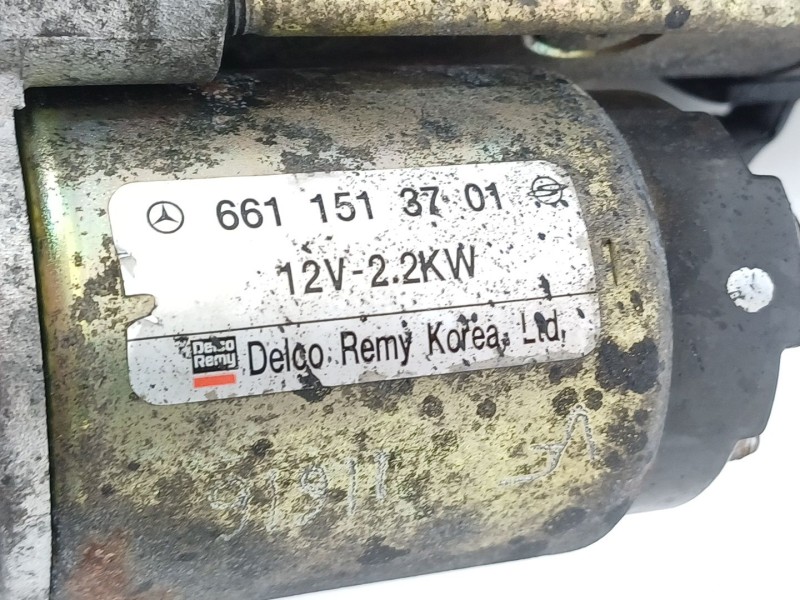 661 151 37 01
12V-2.2KW
Delco Remy Delco Remy Korea. Ltd.